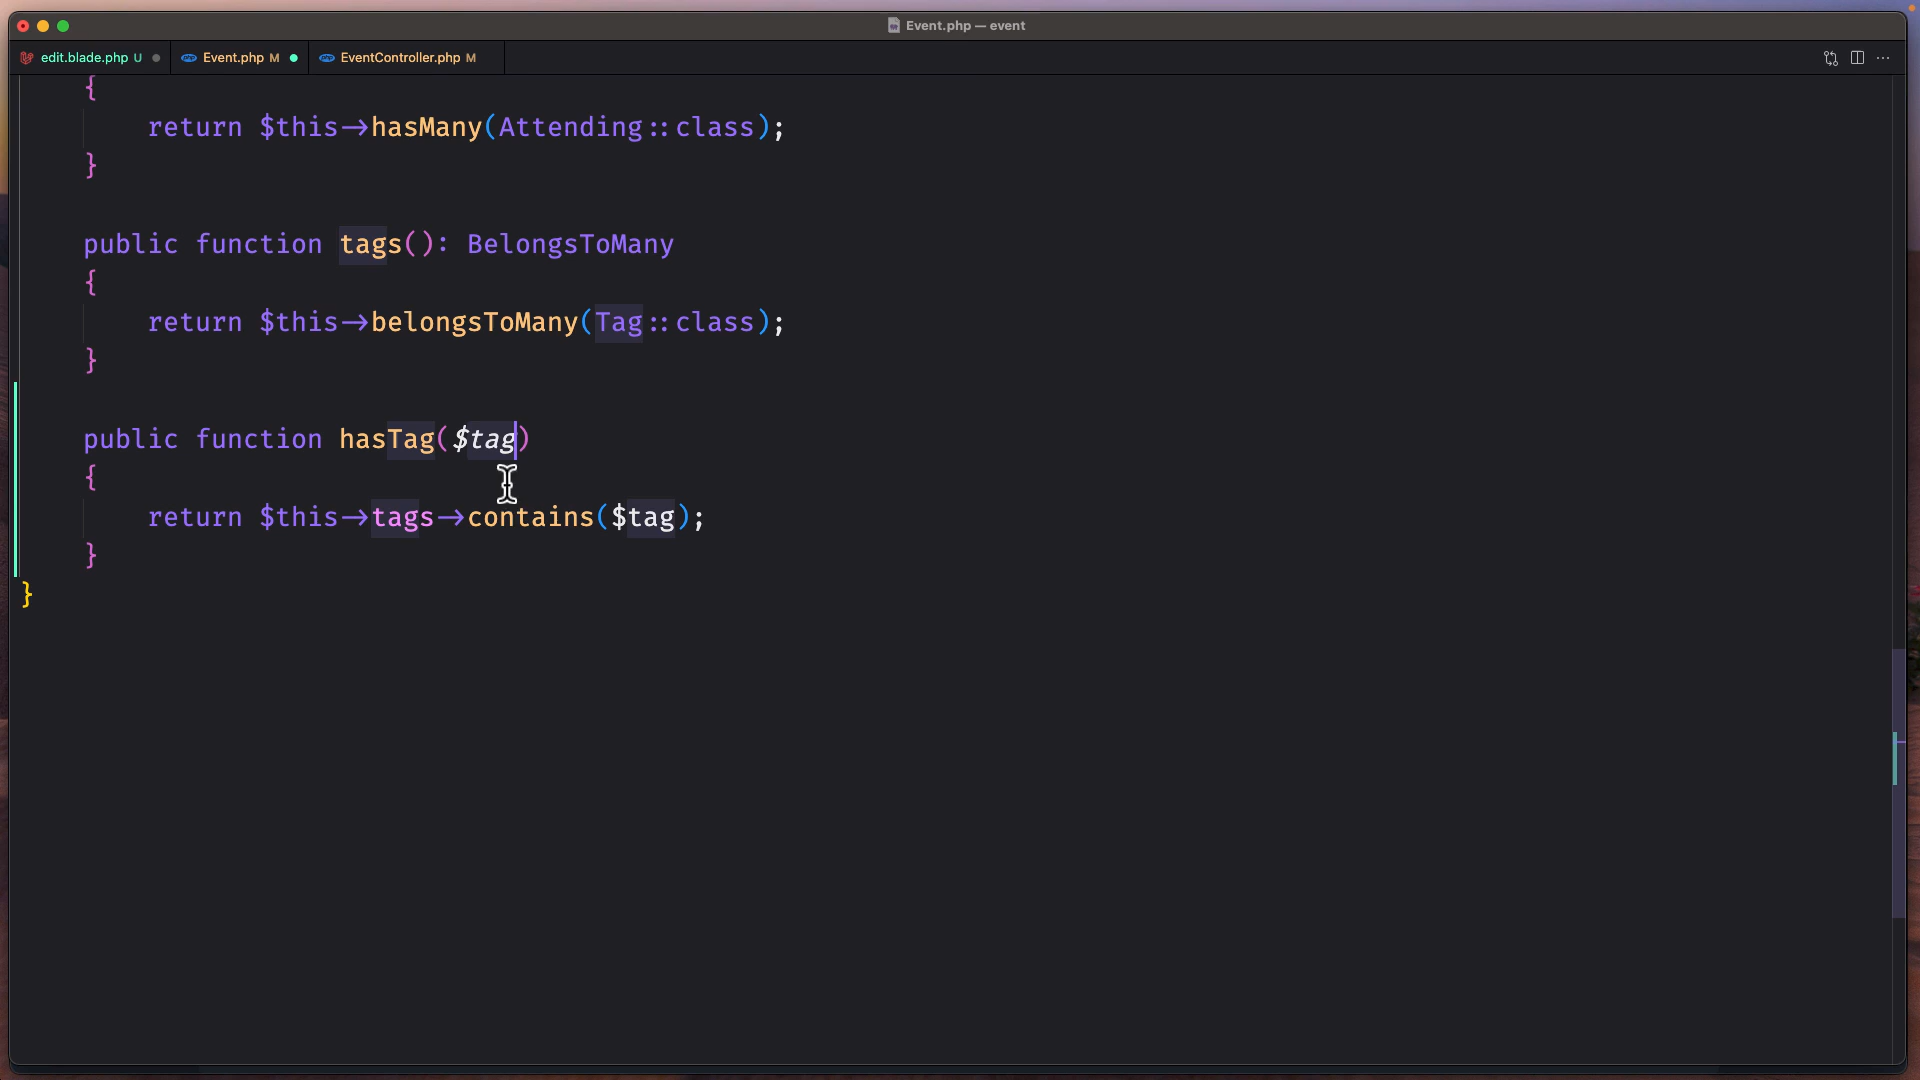 Event.php — event
edit.blade.php U
Event.php M
EventController.php M
{
return $this->hasMany(Attending::class);
}
public function tags(): BelongsToMany
{
return $this->belongsToMany(Tag::class);
}
public function hasTag($tag)
{
return $this->tags->contains($tag);
}
}